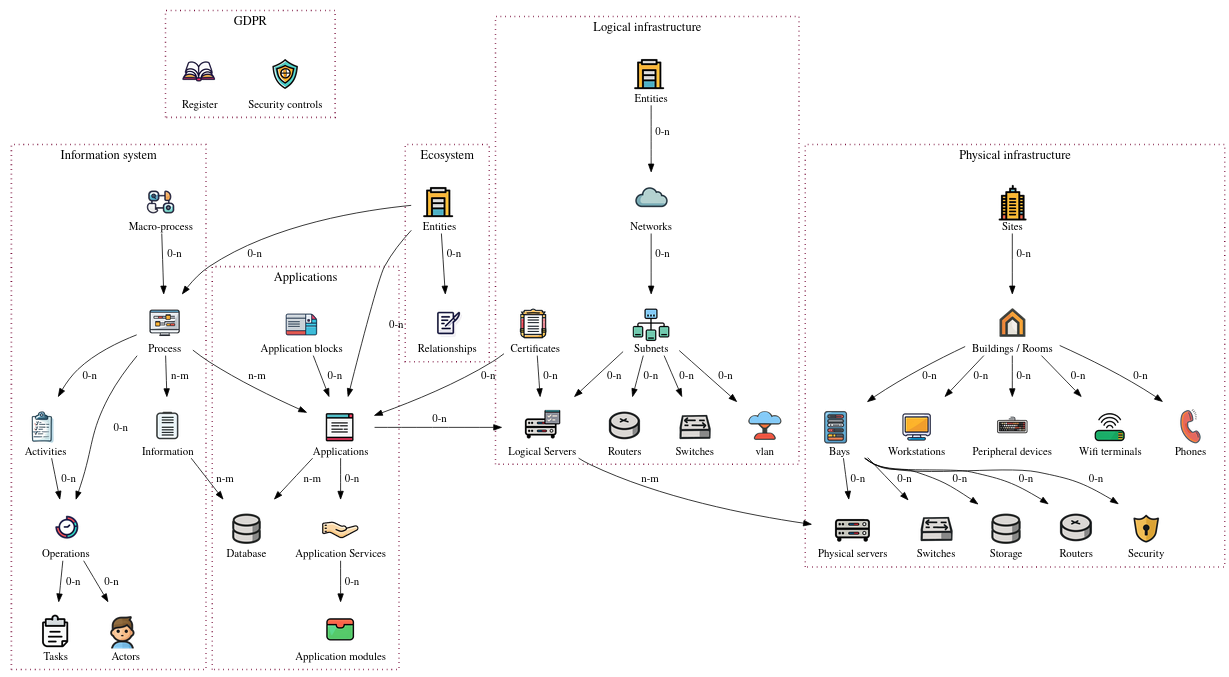 GDPR
Register
Security controls
Information system
Macro-process
0-n
0-n
Process
0-n
n-m
n-m
0-n
Activities
Information
0-n
n-m
Operations
0-n
0-n
Tasks
Actors
Applications
Application blocks
0-n
Applications
n-m
0-n
0-n
Database
Application Services
0-n
Application modules
Ecosystem
Entities
0-n
0-n
Relationships
Logical infrastructure
Entities
0-n
Networks
0-n
Certificates
Subnets
0-n
0-n
0-n
0-n
0-n
0-n
Logical Servers
Routers
Switches
vlan
n-m
Physical infrastructure
Sites
0-n
Buildings / Rooms
0-n
0-n
0-n
0-n
0-n
Bays
Workstations
Peripheral devices
Wifi terminals
Phones
0-n
0-n
0-n
0-n
0-n
Physical servers
Switches
Storage
Routers
Security